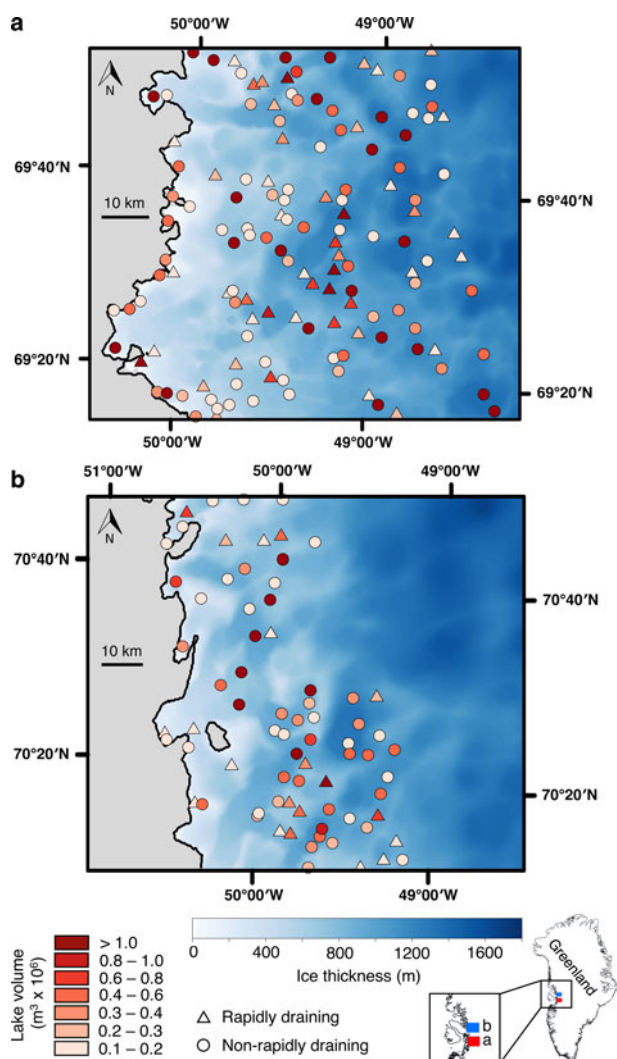 a
50°00′W 49°00′W
N
69°40′N
69°40′N
10 km
69°20′N
69°20′N
50°00′W 49°00′W
51°00′W 50°00′W 49°00′W
b
N
70°40′N
70°40′N
10 km
70°20′N
70°20′N
50°00′W 49°00′W
Lake volume
(m³ x 10⁶)
> 1.0
0.8 – 1.0
0.6 – 0.8
0.4 – 0.6
0.3 – 0.4
0.2 – 0.3
0.1 – 0.2
0 400 800 1200 1600
Ice thickness (m)
Rapidly draining
Non-rapidly draining
Greenland
b
a